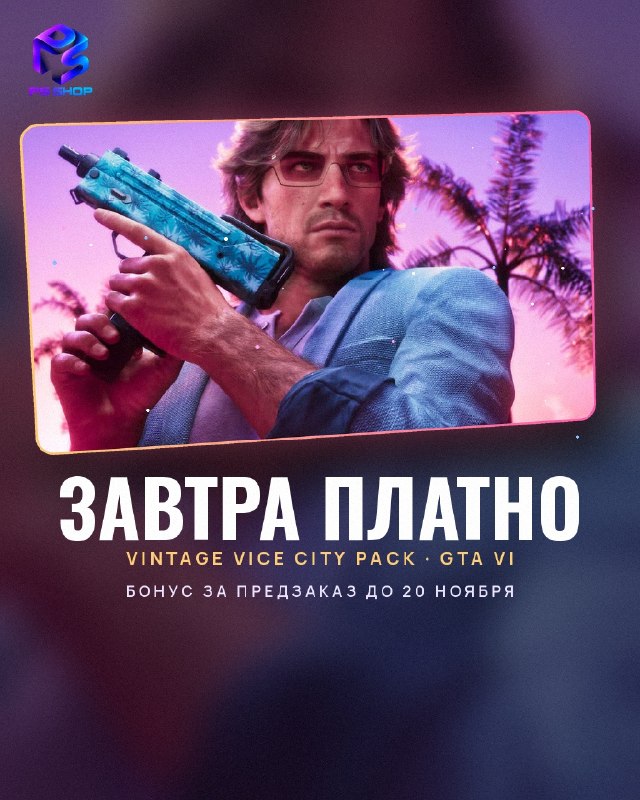 PS SHOP
ЗАВТРА ПЛАТНО
VINTAGE VICE CITY PACK · GTA VI
БОНУС ЗА ПРЕДЗАКАЗ ДО 20 НОЯБРЯ